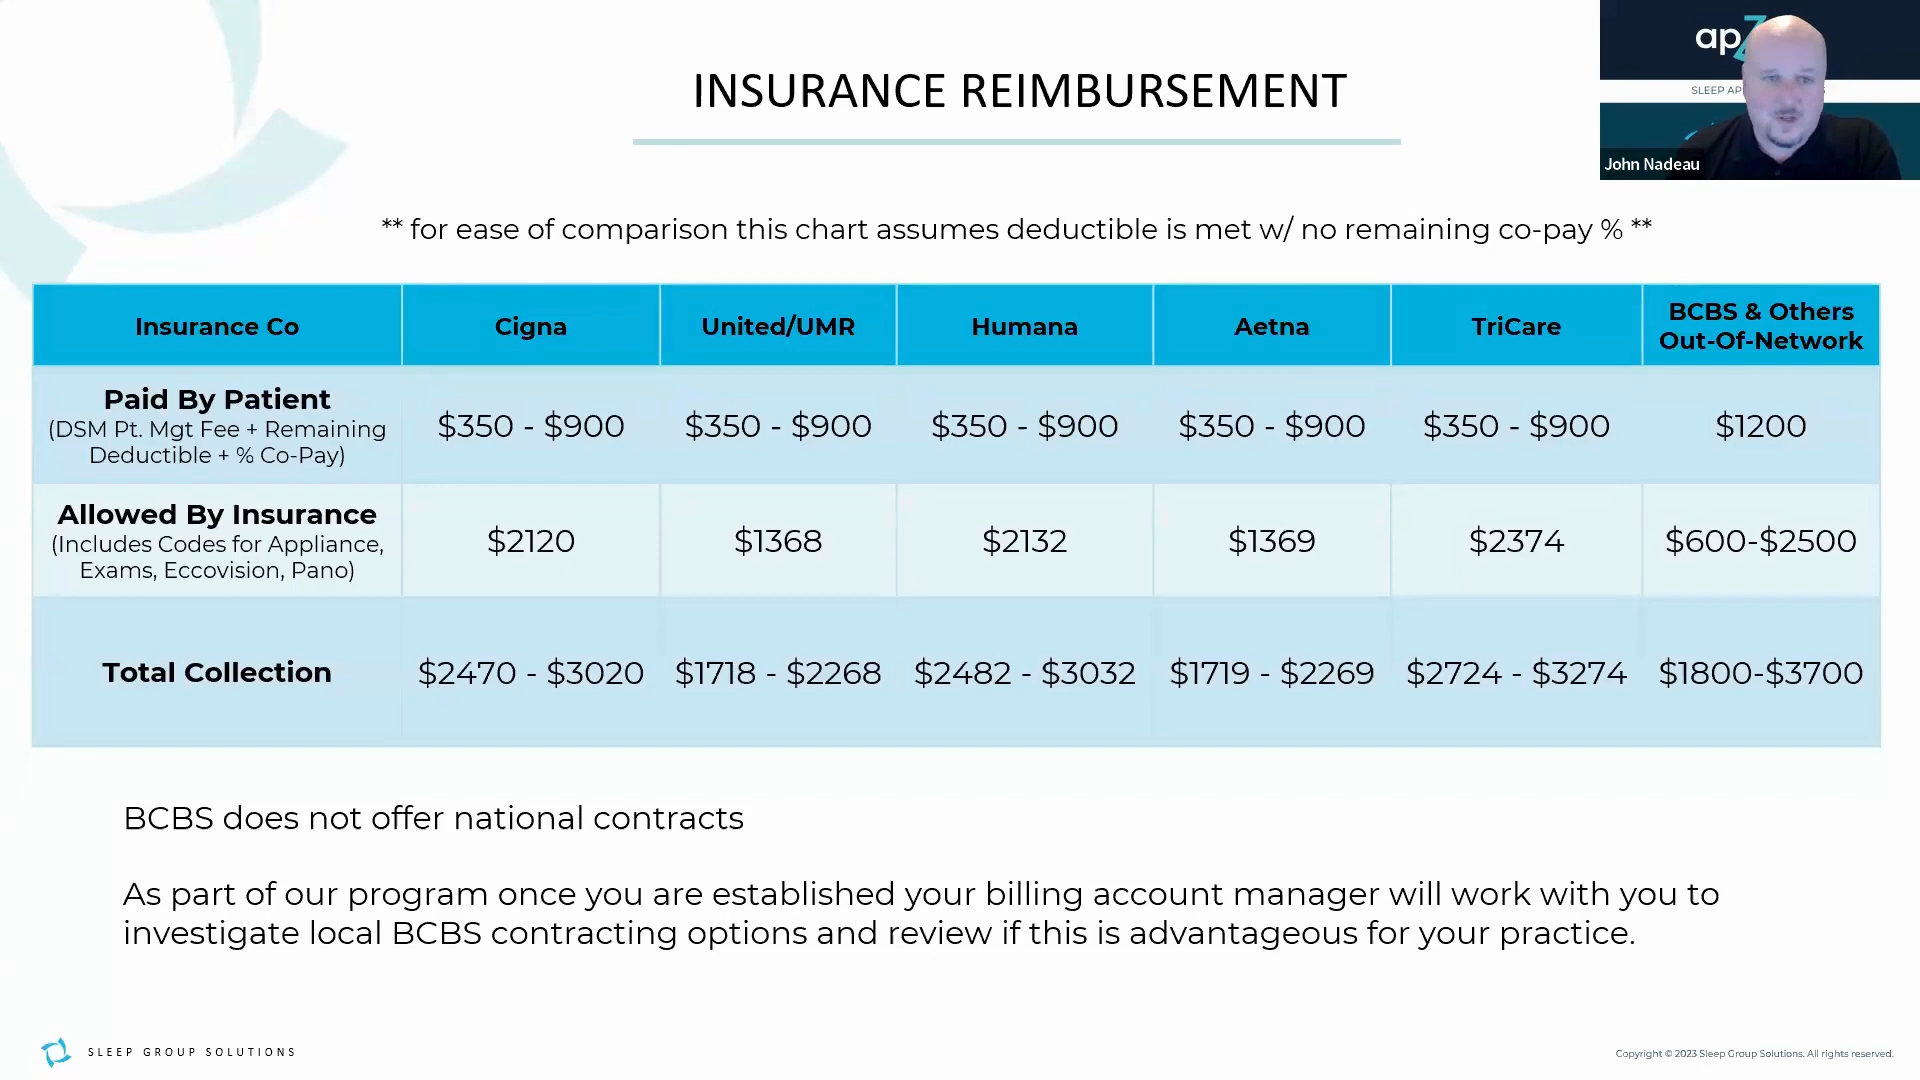 INSURANCE REIMBURSEMENT
ap
SLEEP AP
John Nadeau
** for ease of comparison this chart assumes deductible is met w/ no remaining co-pay % **
Insurance Co Cigna United/UMR Humana Aetna TriCare BCBS & Others
Out-Of-Network
Paid By Patient
(DSM Pt. Mgt Fee + Remaining
Deductible + % Co-Pay)
$350 - $900 $350 - $900 $350 - $900 $350 - $900 $350 - $900 $1200
Allowed By Insurance
(Includes Codes for Appliance,
Exams, Eccovision, Pano)
$2120 $1368 $2132 $1369 $2374 $600-$2500
Total Collection $2470 - $3020 $1718 - $2268 $2482 - $3032 $1719 - $2269 $2724 - $3274 $1800-$3700
BCBS does not offer national contracts
As part of our program once you are established your billing account manager will work with you to
investigate local BCBS contracting options and review if this is advantageous for your practice.
SLEEP GROUP SOLUTIONS
Copyright © 2023 Sleep Group Solutions. All rights reserved.